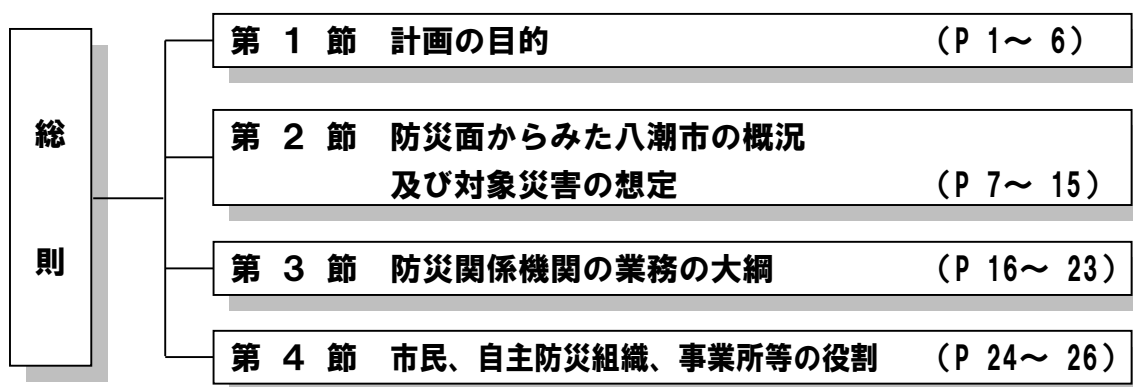 総則
第 1 節 計画の目的 (P 1~ 6)
第 2 節 防災面からみた八潮市の概況
及び対象災害の想定 (P 7~ 15)
第 3 節 防災関係機関の業務の大綱 (P 16~ 23)
第 4 節 市民、自主防災組織、事業所等の役割 (P 24~ 26)